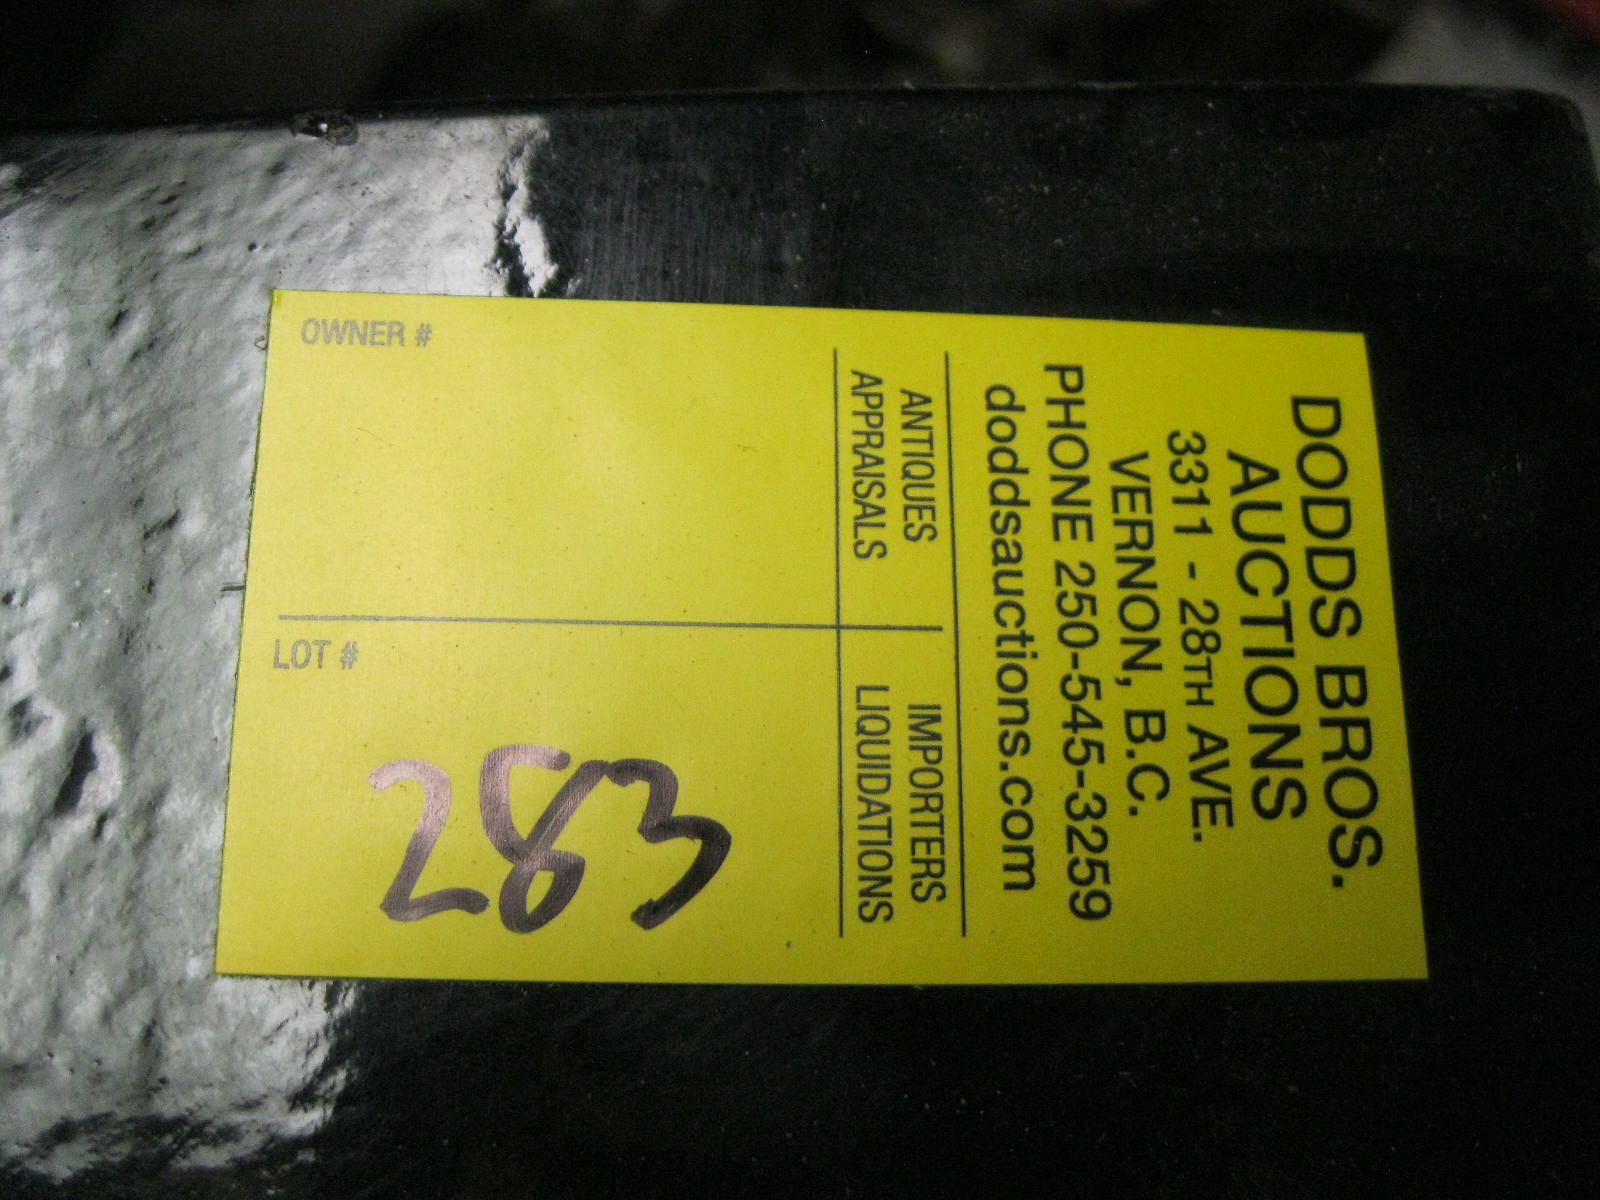 DODDS BROS.
AUCTIONS
3311 - 28TH AVE.
VERNON, B.C.
PHONE 250-545-3259
doddsauctions.com
ANTIQUES
APPRAISALS
IMPORTERS
LIQUIDATIONS
OWNER #
LOT #
283